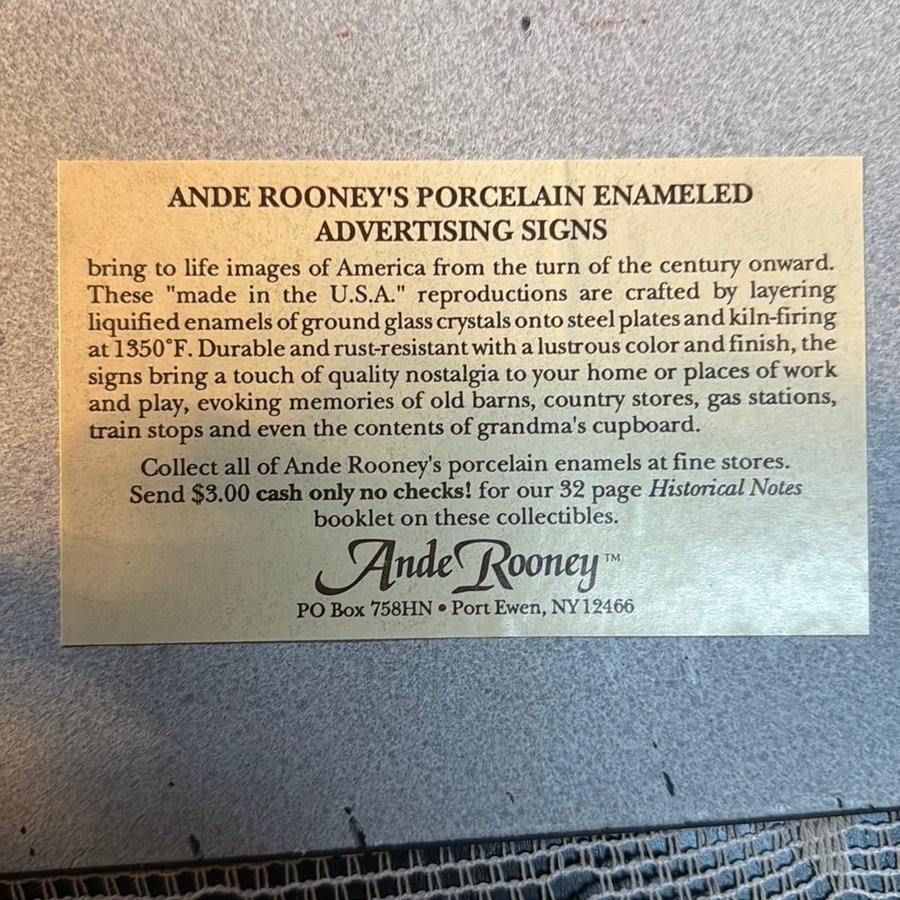 ANDE ROONEY'S PORCELAIN ENAMELED
ADVERTISING SIGNS
bring to life images of America from the turn of the century onward.
These "made in the U.S.A." reproductions are crafted by layering
liquified enamels of ground glass crystals onto steel plates and kiln-firing
at 1350°F. Durable and rust-resistant with a lustrous color and finish, the
signs bring a touch of quality nostalgia to your home or places of work
and play, evoking memories of old barns, country stores, gas stations,
train stops and even the contents of grandma's cupboard.
Collect all of Ande Rooney's porcelain enamels at fine stores.
Send $3.00 cash only no checks! for our 32 page Historical Notes
booklet on these collectibles.
Ande Rooney™
PO Box 758HN • Port Ewen, NY 12466